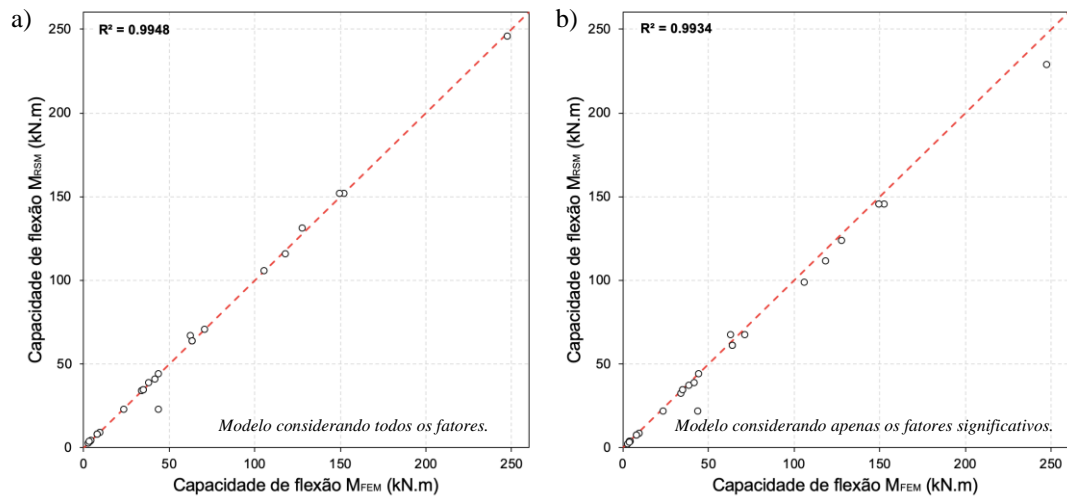 a)
R² = 0.9948
250
200
150
100
50
0
Capacidade de flexão MRSM (kN.m)
Modelo considerando todos os fatores.
0 50 100 150 200 250
Capacidade de flexão MFEM (kN.m)
b)
R² = 0.9934
250
200
150
100
50
0
Capacidade de flexão MRSM (kN.m)
Modelo considerando apenas os fatores significativos.
0 50 100 150 200 250
Capacidade de flexão MFEM (kN.m)